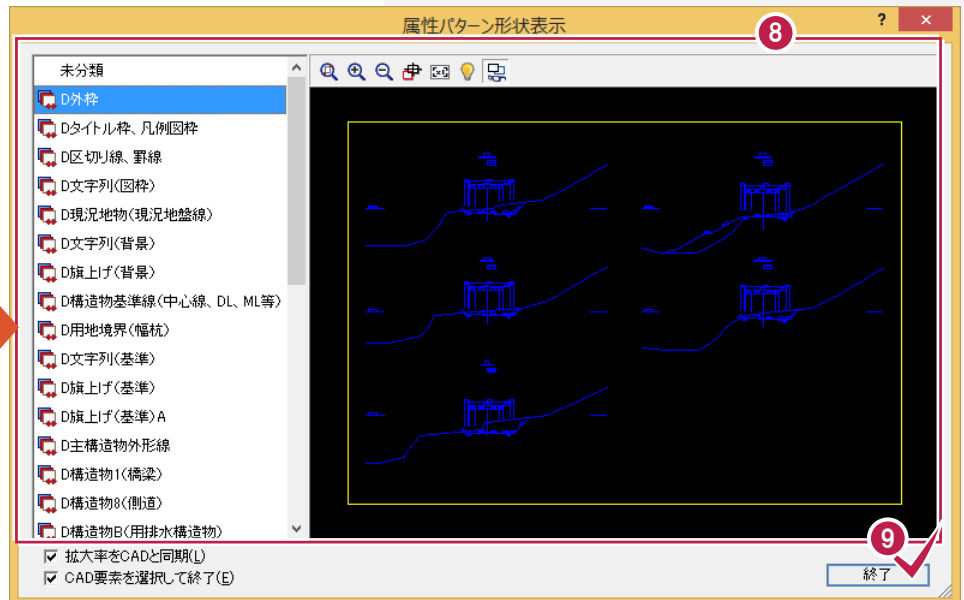 属性パターン形状表示
?
×
8
未分類
D外枠
Dタイトル枠、凡例図枠
D区切り線、罫線
D文字列(図枠)
D現況地物(現況地盤線)
D文字列(背景)
D旗上げ(背景)
D構造物基準線(中心線、DL、ML等)
D用地境界(幅杭)
D文字列(基準)
D旗上げ(基準)
D旗上げ(基準)A
D主構造物外形線
D構造物1(橋梁)
D構造物8(側道)
D構造物B(用排水構造物)
9
拡大率をCADと同期(L)
CAD要素を選択して終了(E)
終了